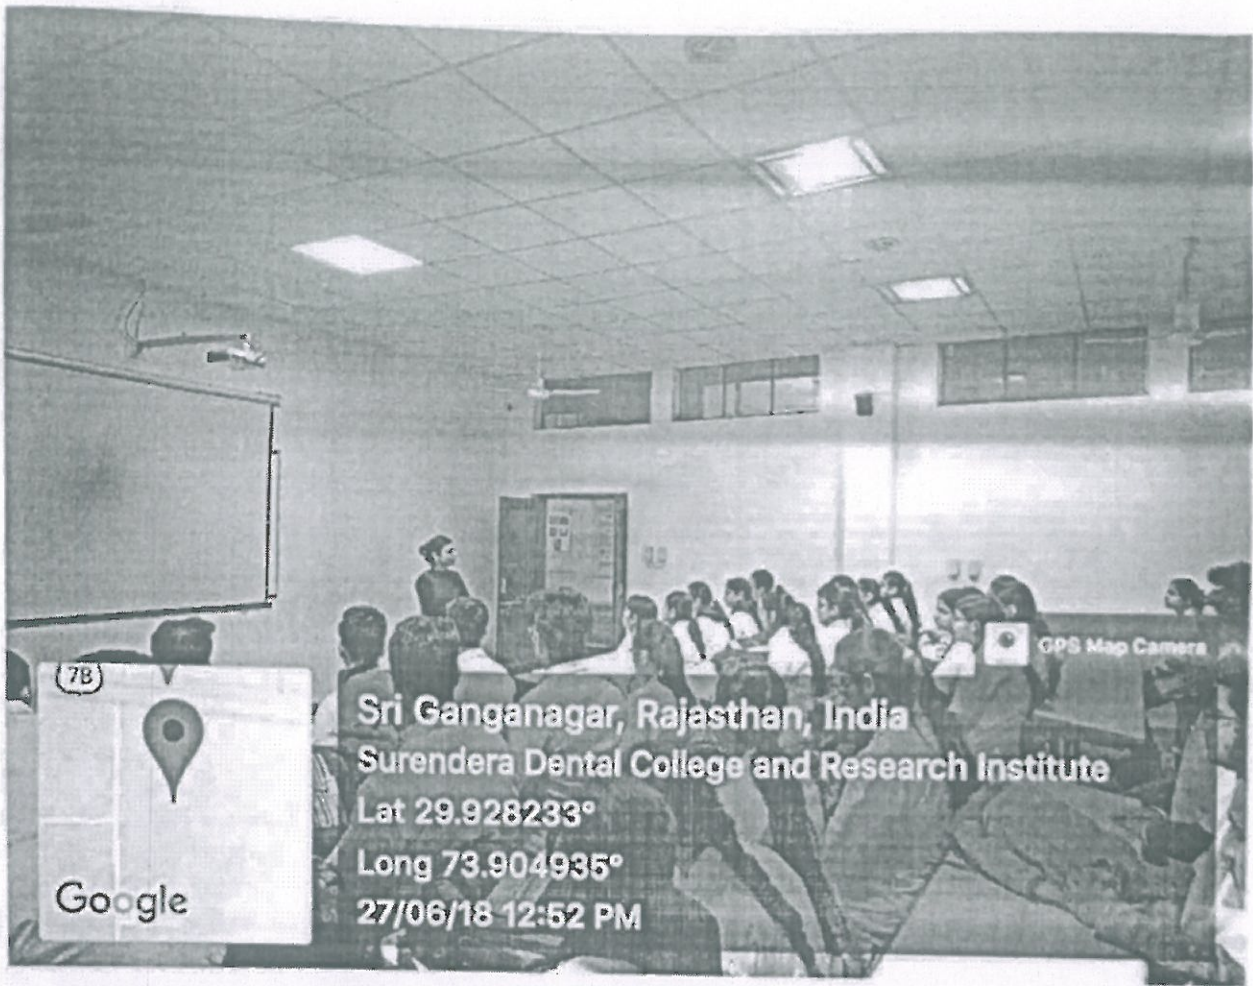 GPS Map Camera
7B
Google
Sri Ganganagar, Rajasthan, India
Surendera Dental College and Research Institute
Lat 29.928233°
Long 73.904935°
27/06/18 12:52 PM